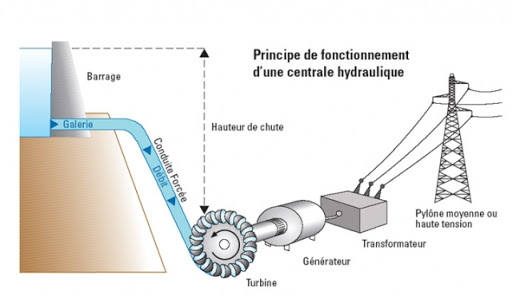 Principe de fonctionnement
d'une centrale hydraulique
Barrage
Galerie
Hauteur de chute
Conduite Forcée
Débit
Pylône moyenne ou
haute tension
Transformateur
Générateur
Turbine